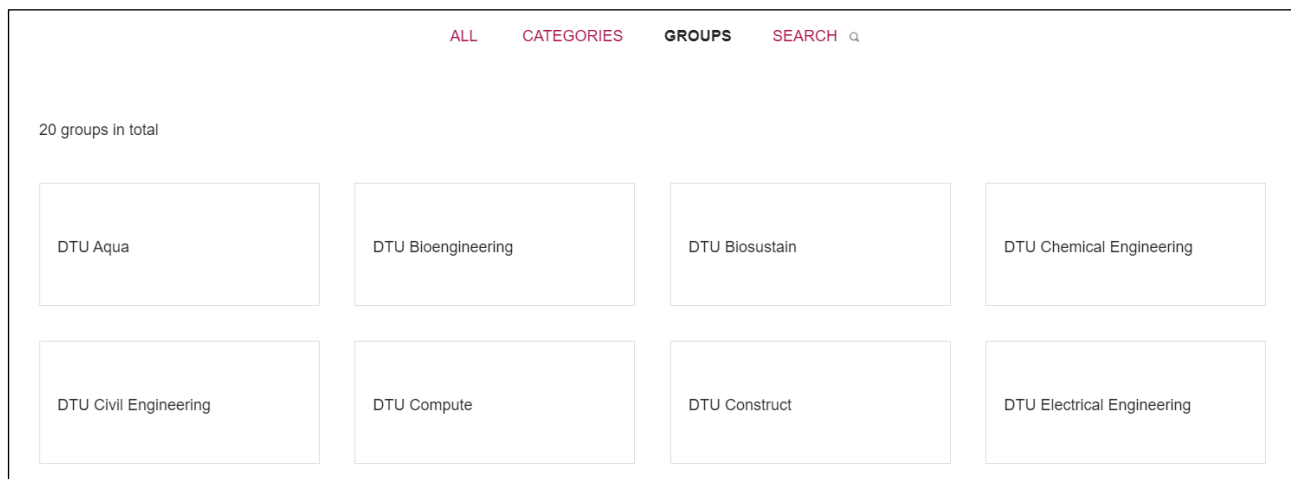 ALL CATEGORIES GROUPS SEARCH
20 groups in total
DTU Aqua DTU Bioengineering DTU Biosustain DTU Chemical Engineering
DTU Civil Engineering DTU Compute DTU Construct DTU Electrical Engineering